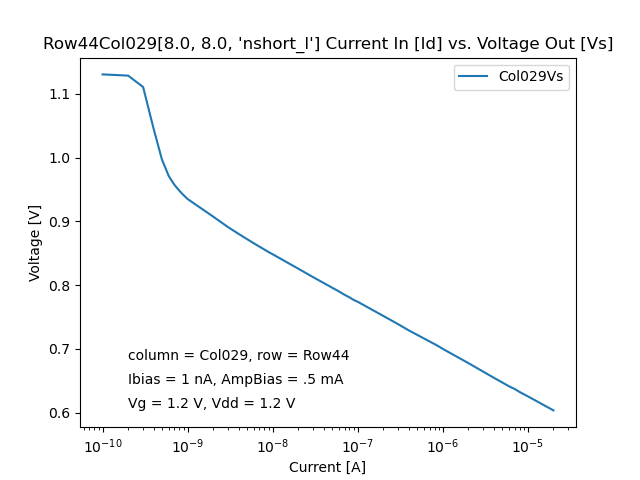 Row44Col029[8.0, 8.0, 'nshort_l'] Current In [Id] vs. Voltage Out [Vs]
Col029Vs
1.1
1.0
0.9
0.8
0.7
0.6
Voltage [V]
column = Col029, row = Row44
Ibias = 1 nA, AmpBias = .5 mA
Vg = 1.2 V, Vdd = 1.2 V
10⁻¹⁰ 10⁻⁹ 10⁻⁸ 10⁻⁷ 10⁻⁶ 10⁻⁵
Current [A]